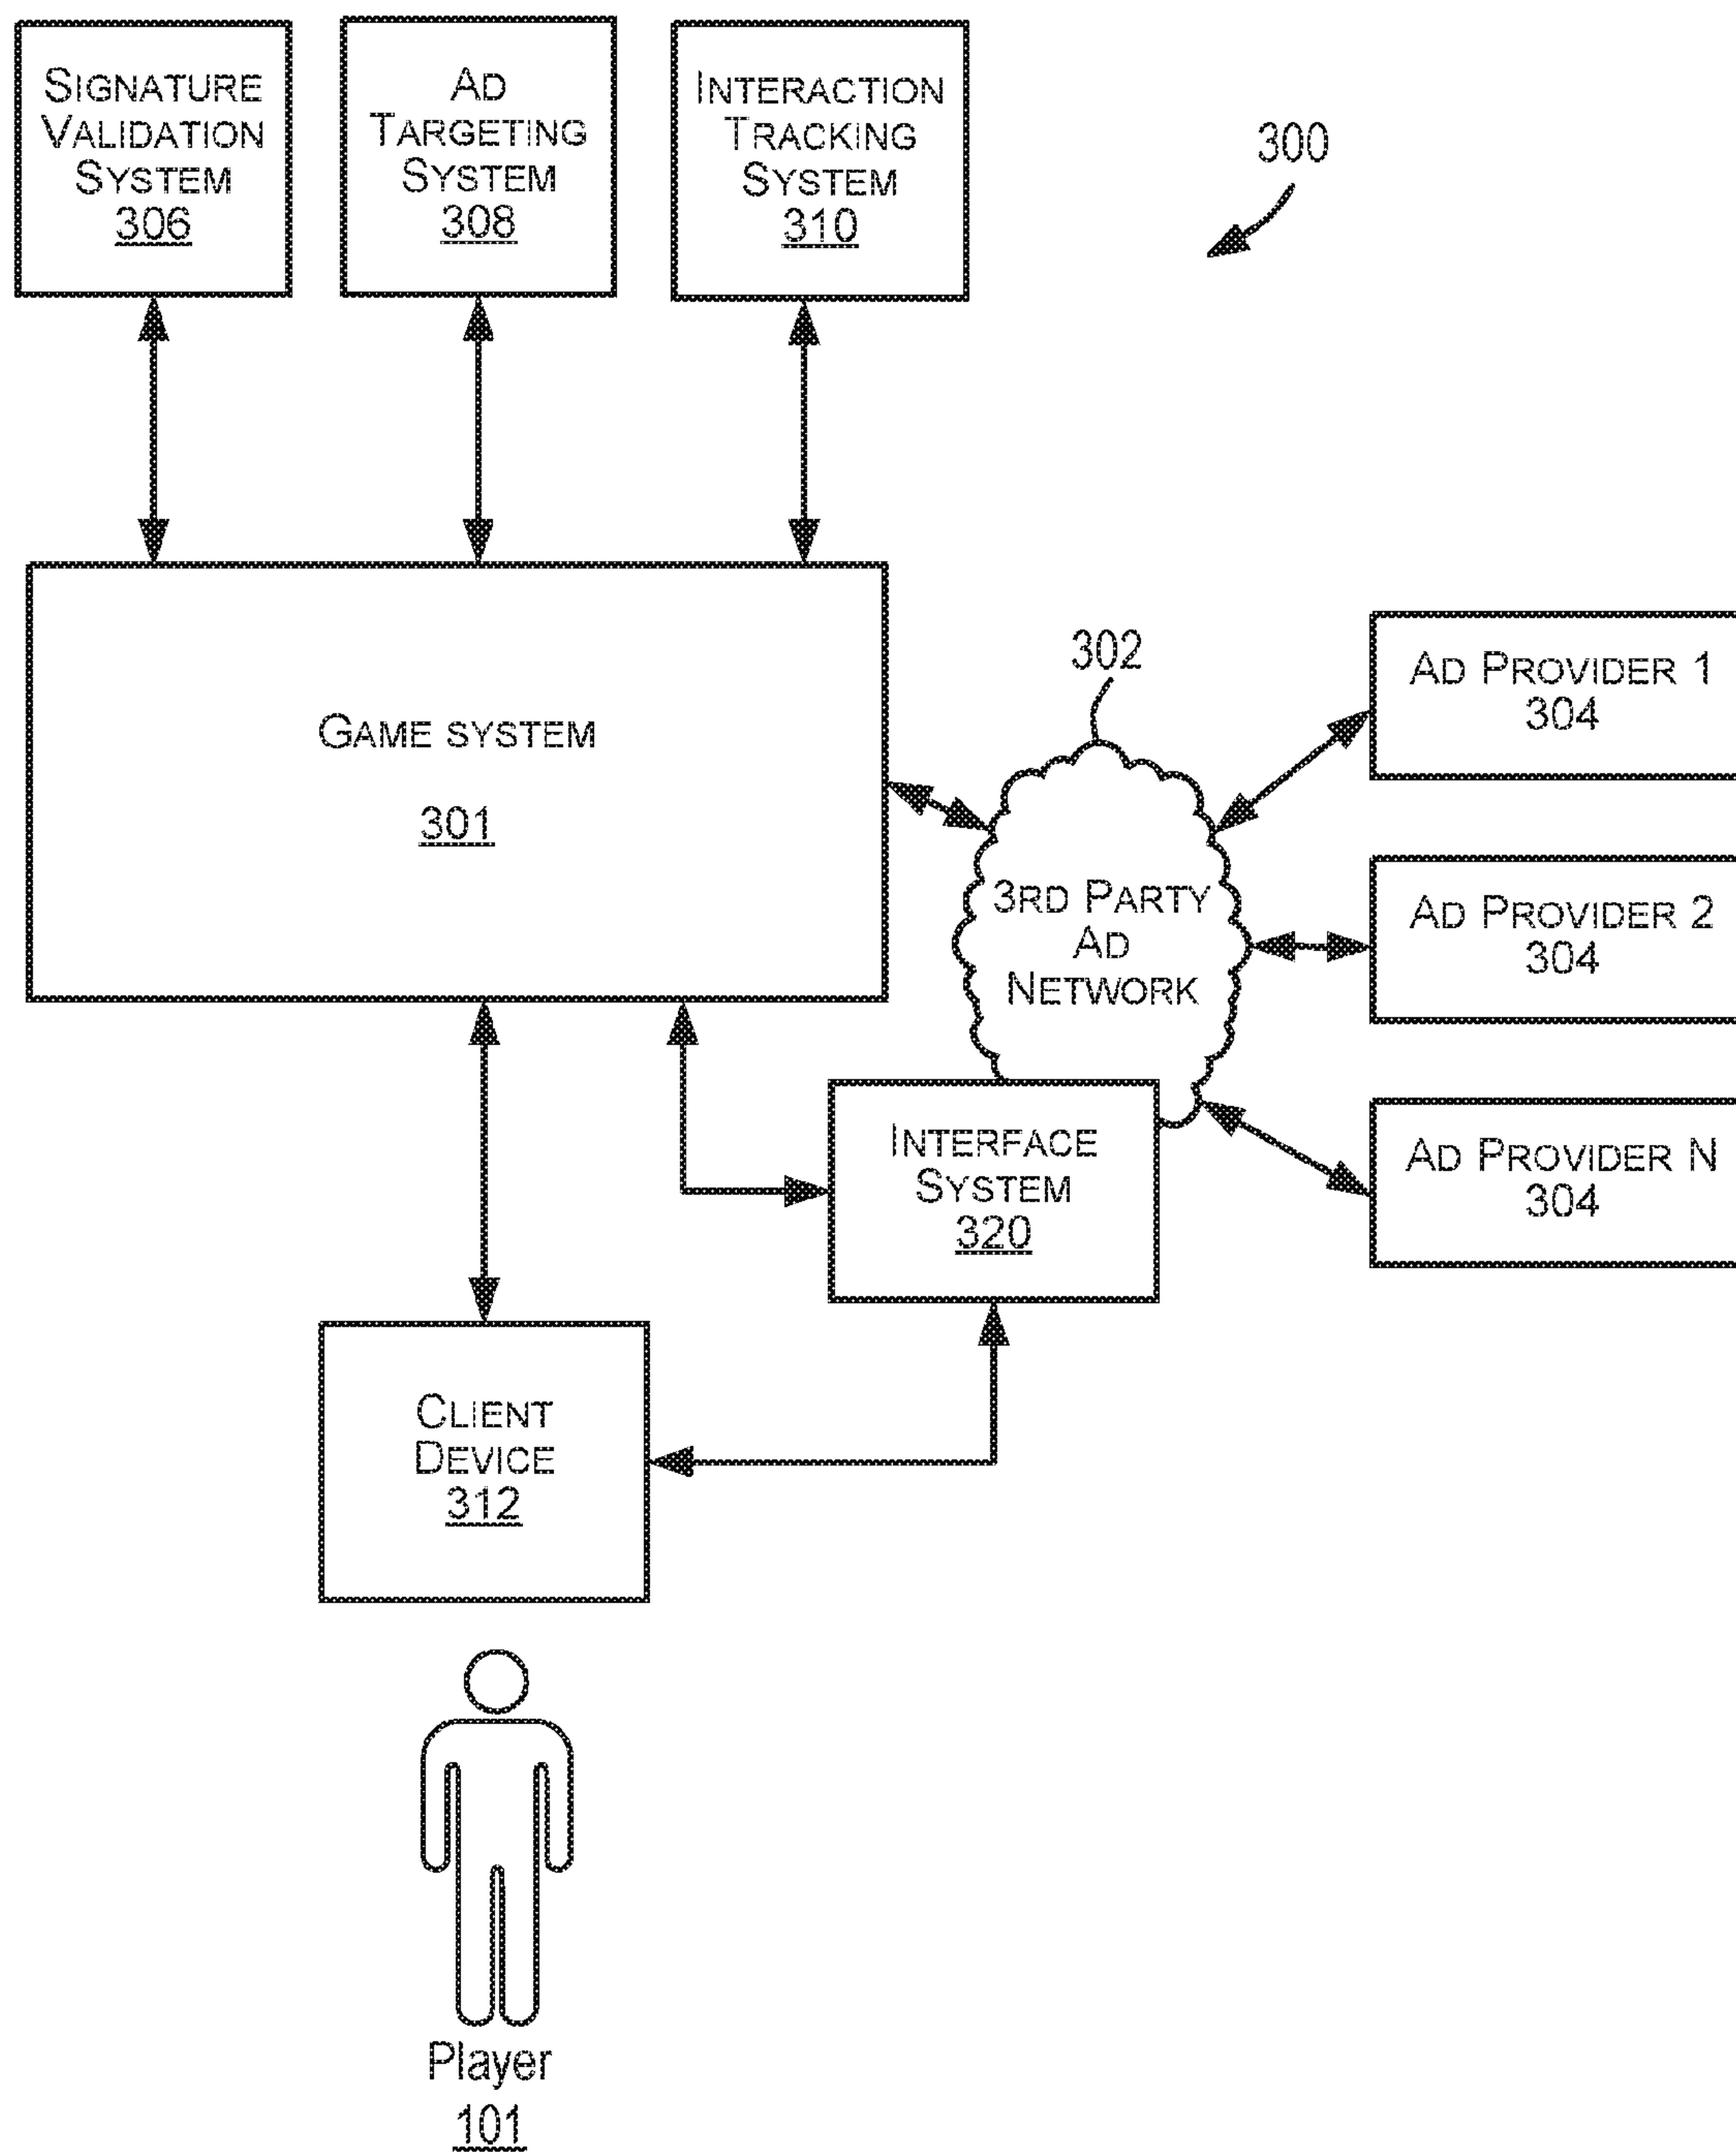 SIGNATURE
VALIDATION
SYSTEM
306
AD
TARGETING
SYSTEM
308
INTERACTION
TRACKING
SYSTEM
310
300
GAME SYSTEM
301
302
3RD PARTY
AD
NETWORK
AD PROVIDER 1
304
AD PROVIDER 2
304
AD PROVIDER N
304
INTERFACE
SYSTEM
320
CLIENT
DEVICE
312
Player
101